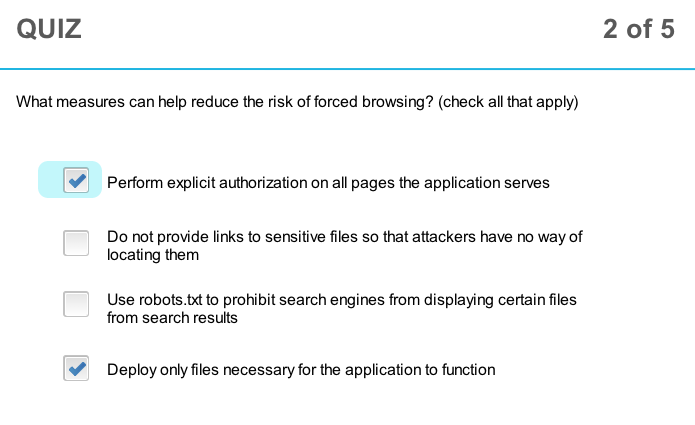 QUIZ
2 of 5
What measures can help reduce the risk of forced browsing? (check all that apply)
Perform explicit authorization on all pages the application serves
Do not provide links to sensitive files so that attackers have no way of
locating them
Use robots.txt to prohibit search engines from displaying certain files
from search results
Deploy only files necessary for the application to function